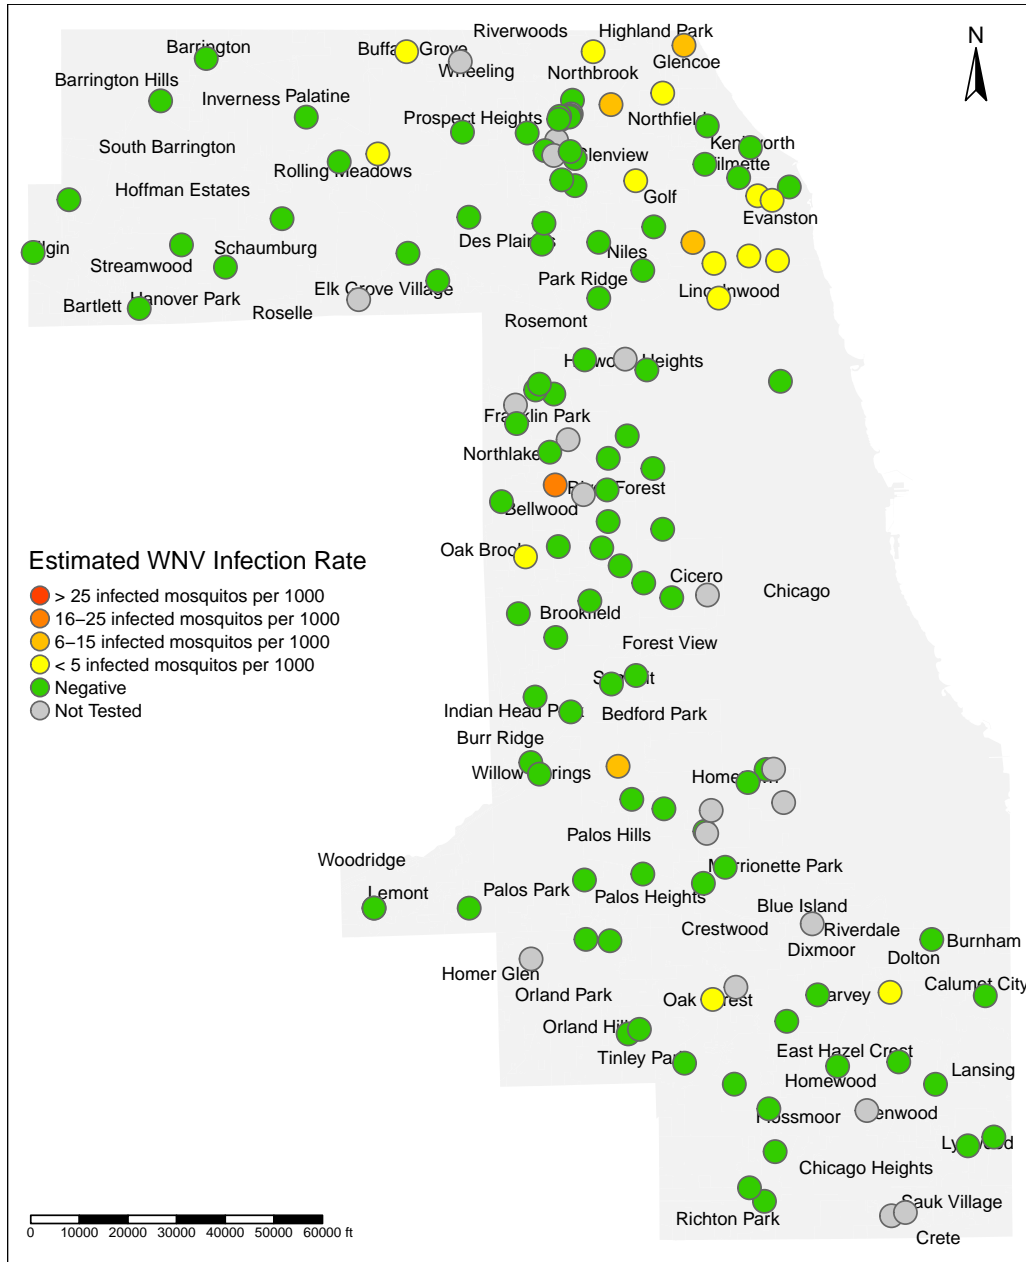 Riverwoods
Highland Park
N
Barrington
Buffalo Grove
Glencoe
Wheeling
Barrington Hills
Northbrook
Inverness
Palatine
Prospect Heights
Northfield
South Barrington
Kenilworth
Rolling Meadows
Glenview
Wilmette
Hoffman Estates
Golf
Evanston
Elgin
Schaumburg
Des Plaines
Niles
Streamwood
Park Ridge
Elk Grove Village
Lincolnwood
Bartlett
Hanover Park
Roselle
Rosemont
Harwood Heights
Franklin Park
Northlake
River Forest
Bellwood
Oak Brook
Estimated WNV Infection Rate
> 25 infected mosquitos per 1000
16−25 infected mosquitos per 1000
6−15 infected mosquitos per 1000
< 5 infected mosquitos per 1000
Negative
Not Tested
Cicero
Chicago
Brookfield
Forest View
Summit
Indian Head Park
Bedford Park
Burr Ridge
Willow Springs
Hometown
Palos Hills
Woodridge
Merrionette Park
Lemont
Palos Park
Palos Heights
Blue Island
Crestwood
Riverdale
Dixmoor
Burnham
Dolton
Homer Glen
Calumet City
Orland Park
Oak Forest
Harvey
Orland Hills
Tinley Park
East Hazel Crest
Lansing
Homewood
Flossmoor
Glenwood
Lynwood
Chicago Heights
Sauk Village
Richton Park
Crete
0 10000 20000 30000 40000 50000 60000 ft